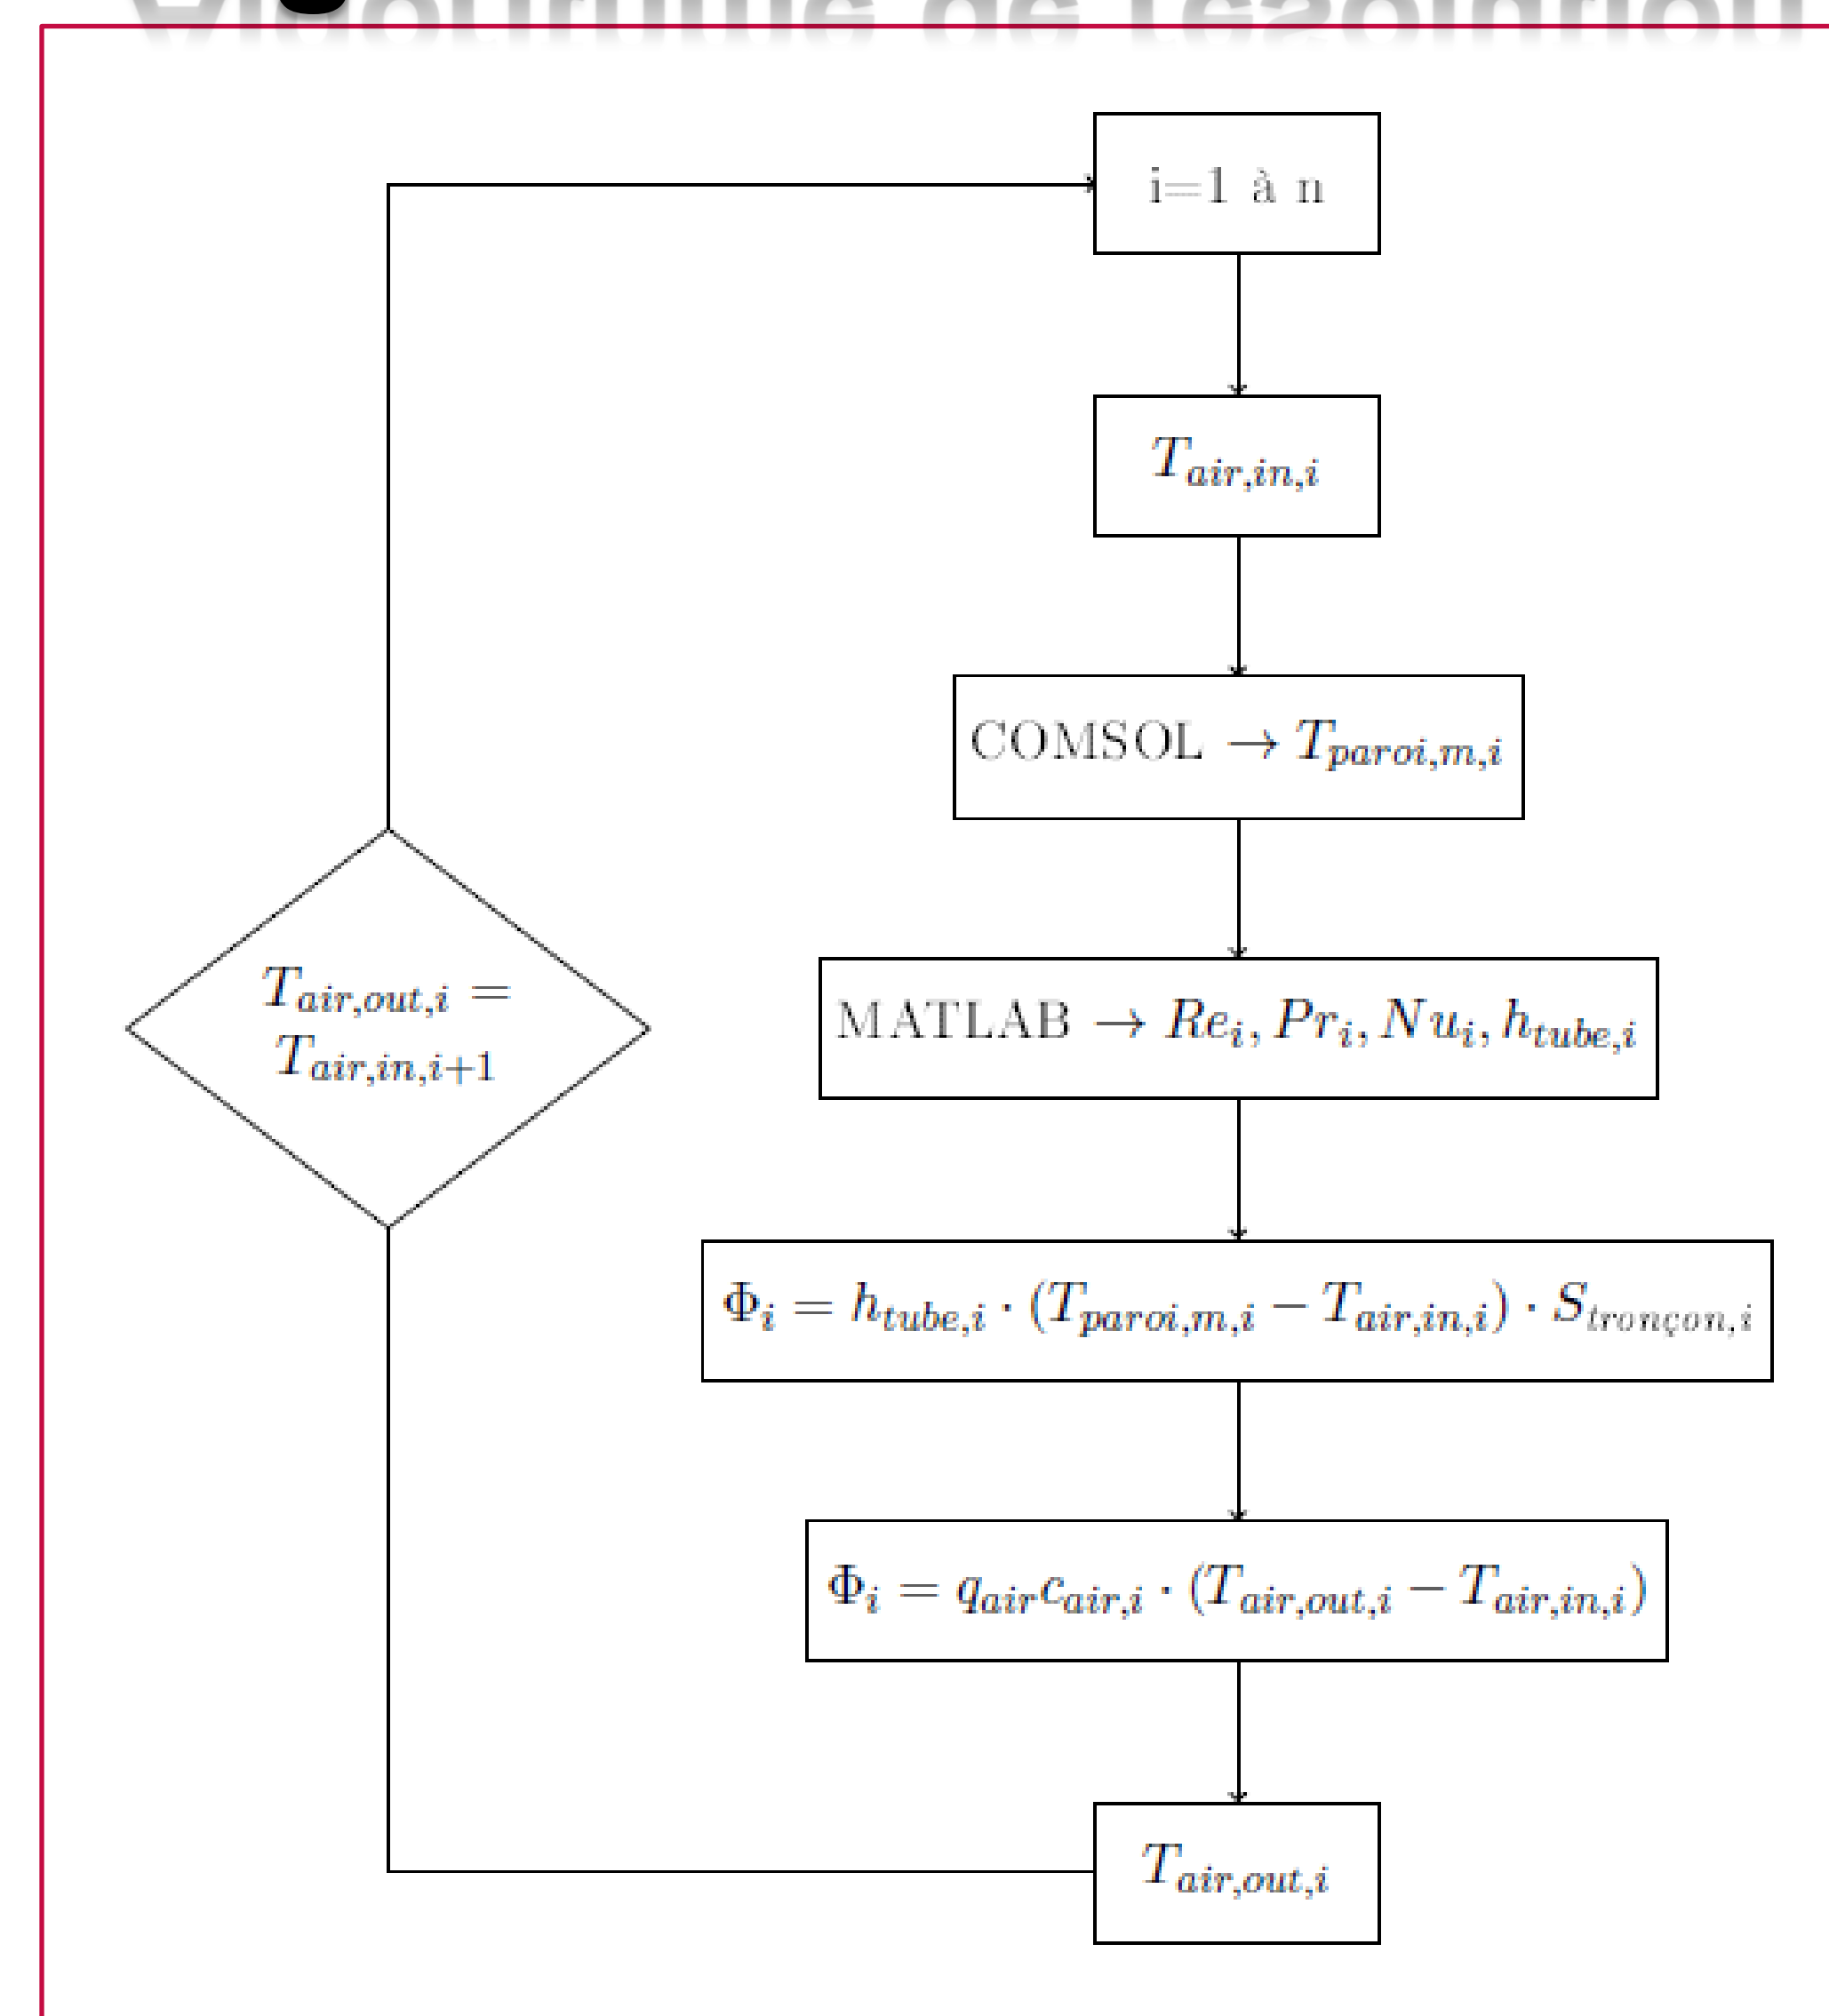 i=1 à n
T_{air,in,i}
COMSOL → T_{paroi,m,i}
MATLAB → Re_i, Pr_i, Nu_i, h_{tube,i}
Φ_i = h_{tube,i} · (T_{paroi,m,i} − T_{air,in,i}) · S_{tronçon,i}
Φ_i = q_{air}c_{air,i} · (T_{air,out,i} − T_{air,in,i})
T_{air,out,i}
T_{air,out,i} =
T_{air,in,i+1}